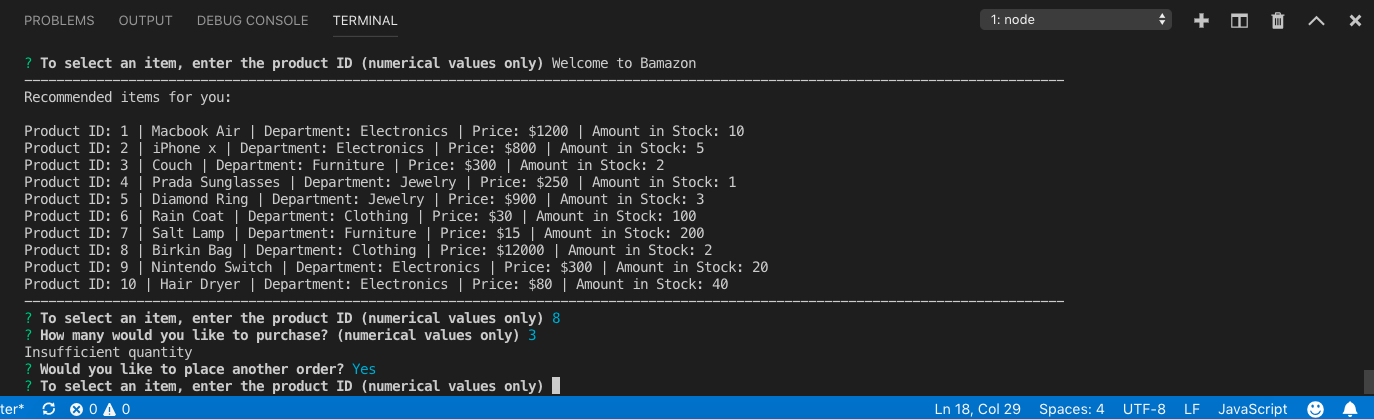 PROBLEMS OUTPUT DEBUG CONSOLE TERMINAL 1: node
? To select an item, enter the product ID (numerical values only) Welcome to Bamazon
Recommended items for you:
Product ID: 1 | Macbook Air | Department: Electronics | Price: $1200 | Amount in Stock: 10
Product ID: 2 | iPhone x | Department: Electronics | Price: $800 | Amount in Stock: 5
Product ID: 3 | Couch | Department: Furniture | Price: $300 | Amount in Stock: 2
Product ID: 4 | Prada Sunglasses | Department: Jewelry | Price: $250 | Amount in Stock: 1
Product ID: 5 | Diamond Ring | Department: Jewelry | Price: $900 | Amount in Stock: 3
Product ID: 6 | Rain Coat | Department: Clothing | Price: $30 | Amount in Stock: 100
Product ID: 7 | Salt Lamp | Department: Furniture | Price: $15 | Amount in Stock: 200
Product ID: 8 | Birkin Bag | Department: Clothing | Price: $12000 | Amount in Stock: 2
Product ID: 9 | Nintendo Switch | Department: Electronics | Price: $300 | Amount in Stock: 20
Product ID: 10 | Hair Dryer | Department: Electronics | Price: $80 | Amount in Stock: 40
? To select an item, enter the product ID (numerical values only) 8
? How many would you like to purchase? (numerical values only) 3
Insufficient quantity
? Would you like to place another order? Yes
? To select an item, enter the product ID (numerical values only)
ter* 0 0 Ln 18, Col 29 Spaces: 4 UTF-8 LF JavaScript